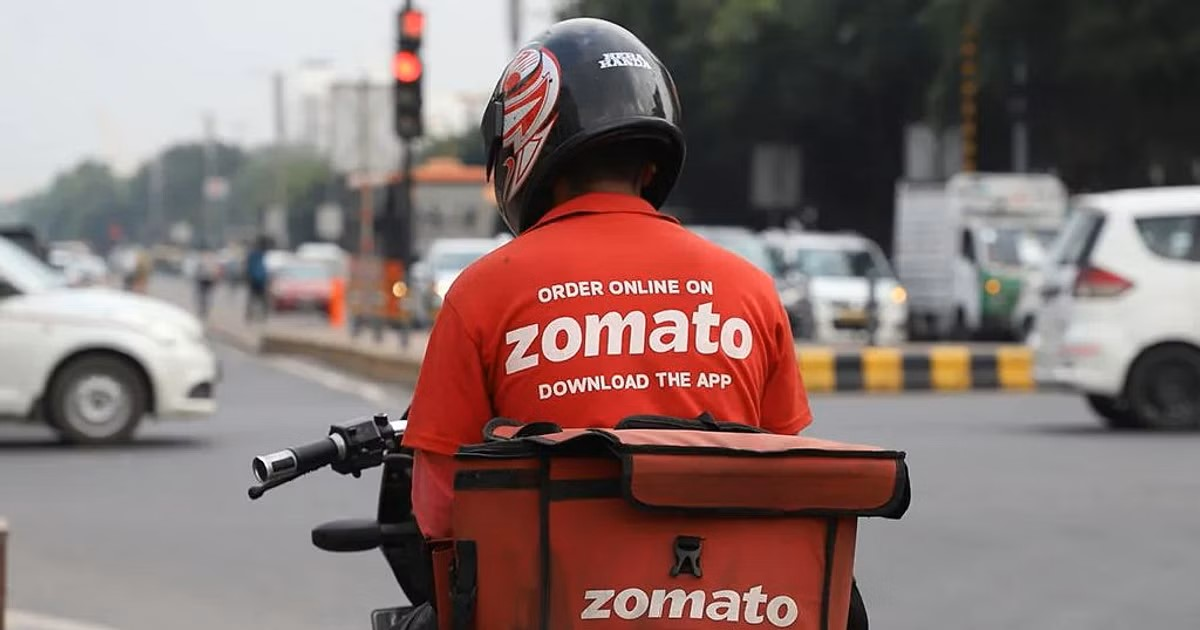 ORDER ONLINE ON
zomato
DOWNLOAD THE APP
zomato